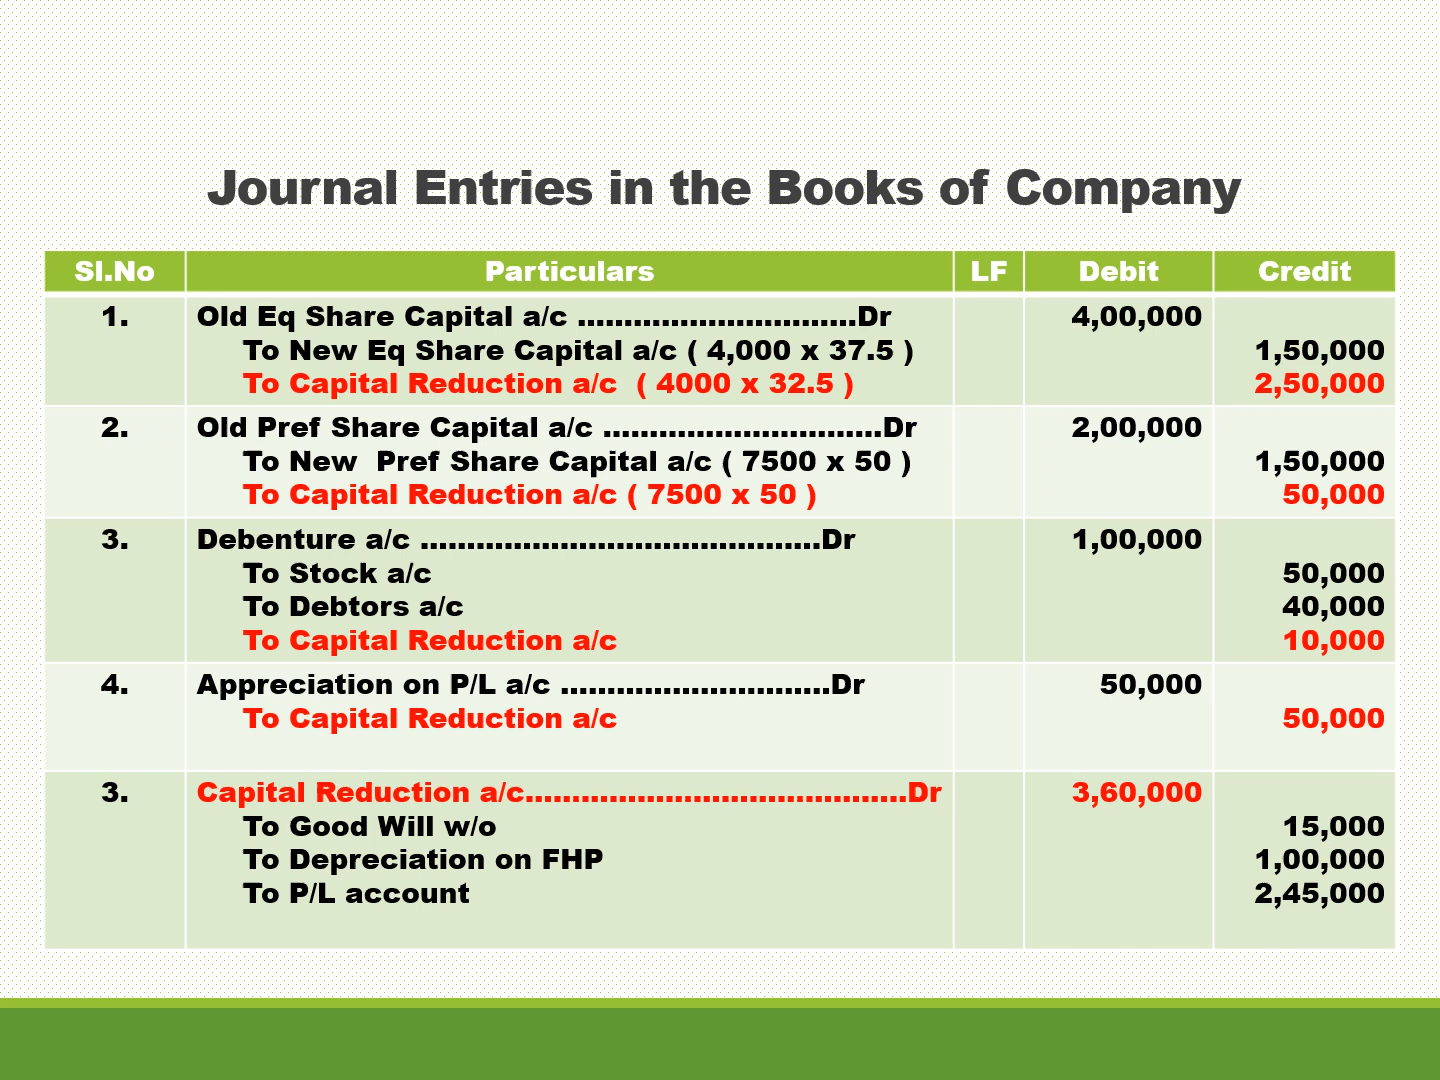 Journal Entries in the Books of Company
Sl.No Particulars LF Debit Credit
1. Old Eq Share Capital a/c ..............................Dr 4,00,000
To New Eq Share Capital a/c ( 4,000 x 37.5 ) 1,50,000
To Capital Reduction a/c ( 4000 x 32.5 ) 2,50,000
2. Old Pref Share Capital a/c ..............................Dr 2,00,000
To New Pref Share Capital a/c ( 7500 x 50 ) 1,50,000
To Capital Reduction a/c ( 7500 x 50 ) 50,000
3. Debenture a/c ...........................................Dr 1,00,000
To Stock a/c 50,000
To Debtors a/c 40,000
To Capital Reduction a/c 10,000
4. Appreciation on P/L a/c .............................Dr 50,000
To Capital Reduction a/c 50,000
3. Capital Reduction a/c.........................................Dr 3,60,000
To Good Will w/o 15,000
To Depreciation on FHP 1,00,000
To P/L account 2,45,000